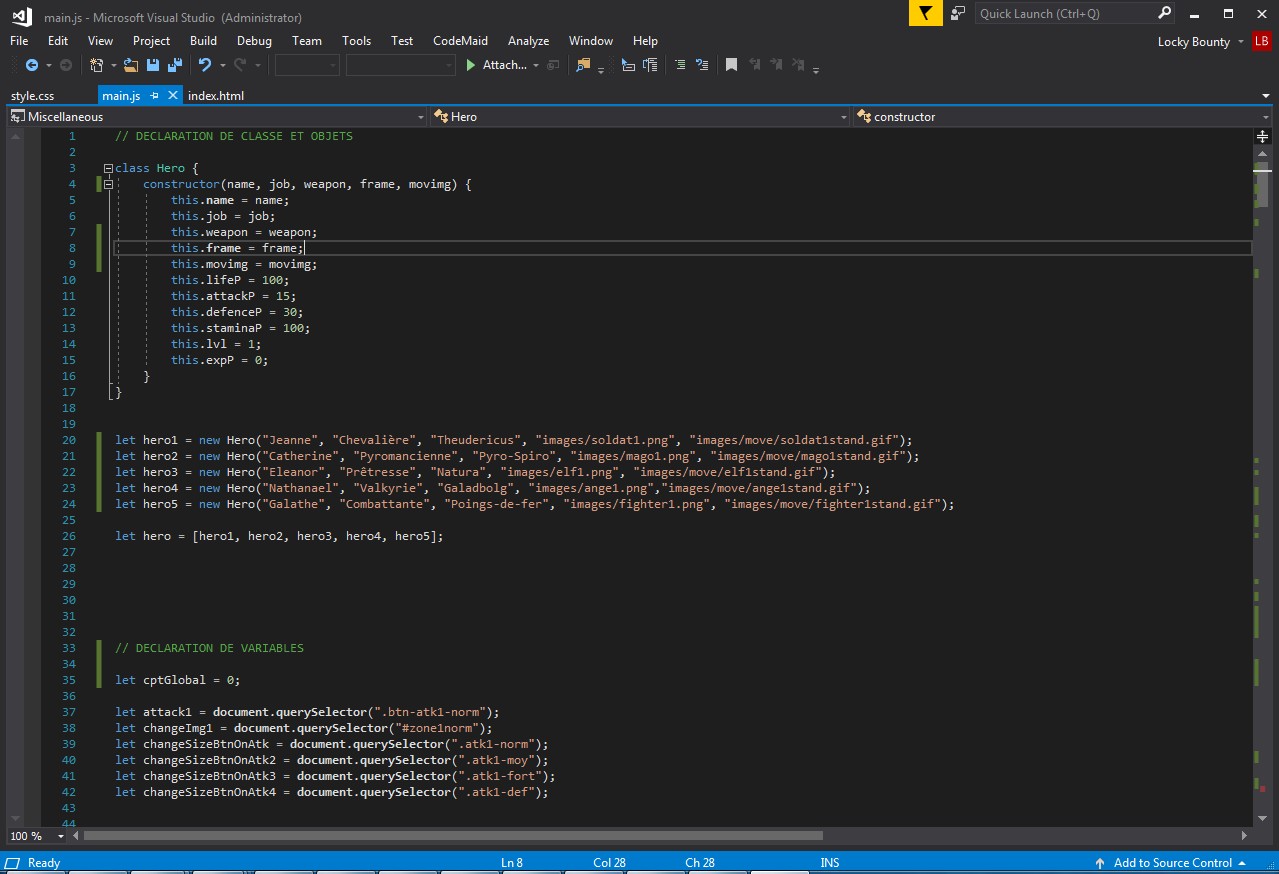 main.js - Microsoft Visual Studio (Administrator)
Quick Launch (Ctrl+Q)
File Edit View Project Build Debug Team Tools Test CodeMaid Analyze Window Help
Locky Bounty LB
Attach...
style.css main.js index.html
Miscellaneous Hero constructor
1 // DECLARATION DE CLASSE ET OBJETS
2
3 class Hero {
4 constructor(name, job, weapon, frame, movimg) {
5 this.name = name;
6 this.job = job;
7 this.weapon = weapon;
8 this.frame = frame;
9 this.movimg = movimg;
10 this.lifeP = 100;
11 this.attackP = 15;
12 this.defenceP = 30;
13 this.staminaP = 100;
14 this.lvl = 1;
15 this.expP = 0;
16 }
17 }
18
19
20 let hero1 = new Hero("Jeanne", "Chevalière", "Theudericus", "images/soldat1.png", "images/move/soldat1stand.gif");
21 let hero2 = new Hero("Catherine", "Pyromancienne", "Pyro-Spiro", "images/mago1.png", "images/move/mago1stand.gif");
22 let hero3 = new Hero("Eleanor", "Prêtresse", "Natura", "images/elf1.png", "images/move/elf1stand.gif");
23 let hero4 = new Hero("Nathanael", "Valkyrie", "Galadbolg", "images/ange1.png","images/move/ange1stand.gif");
24 let hero5 = new Hero("Galathe", "Combattante", "Poings-de-fer", "images/fighter1.png", "images/move/fighter1stand.gif");
25
26 let hero = [hero1, hero2, hero3, hero4, hero5];
27
28
29
30
31
32
33 // DECLARATION DE VARIABLES
34
35 let cptGlobal = 0;
36
37 let attack1 = document.querySelector(".btn-atk1-norm");
38 let changeImg1 = document.querySelector("#zone1norm");
39 let changeSizeBtnOnAtk = document.querySelector(".atk1-norm");
40 let changeSizeBtnOnAtk2 = document.querySelector(".atk1-moy");
41 let changeSizeBtnOnAtk3 = document.querySelector(".atk1-fort");
42 let changeSizeBtnOnAtk4 = document.querySelector(".atk1-def");
43
44
100 %
Ready Ln 8 Col 28 Ch 28 INS Add to Source Control